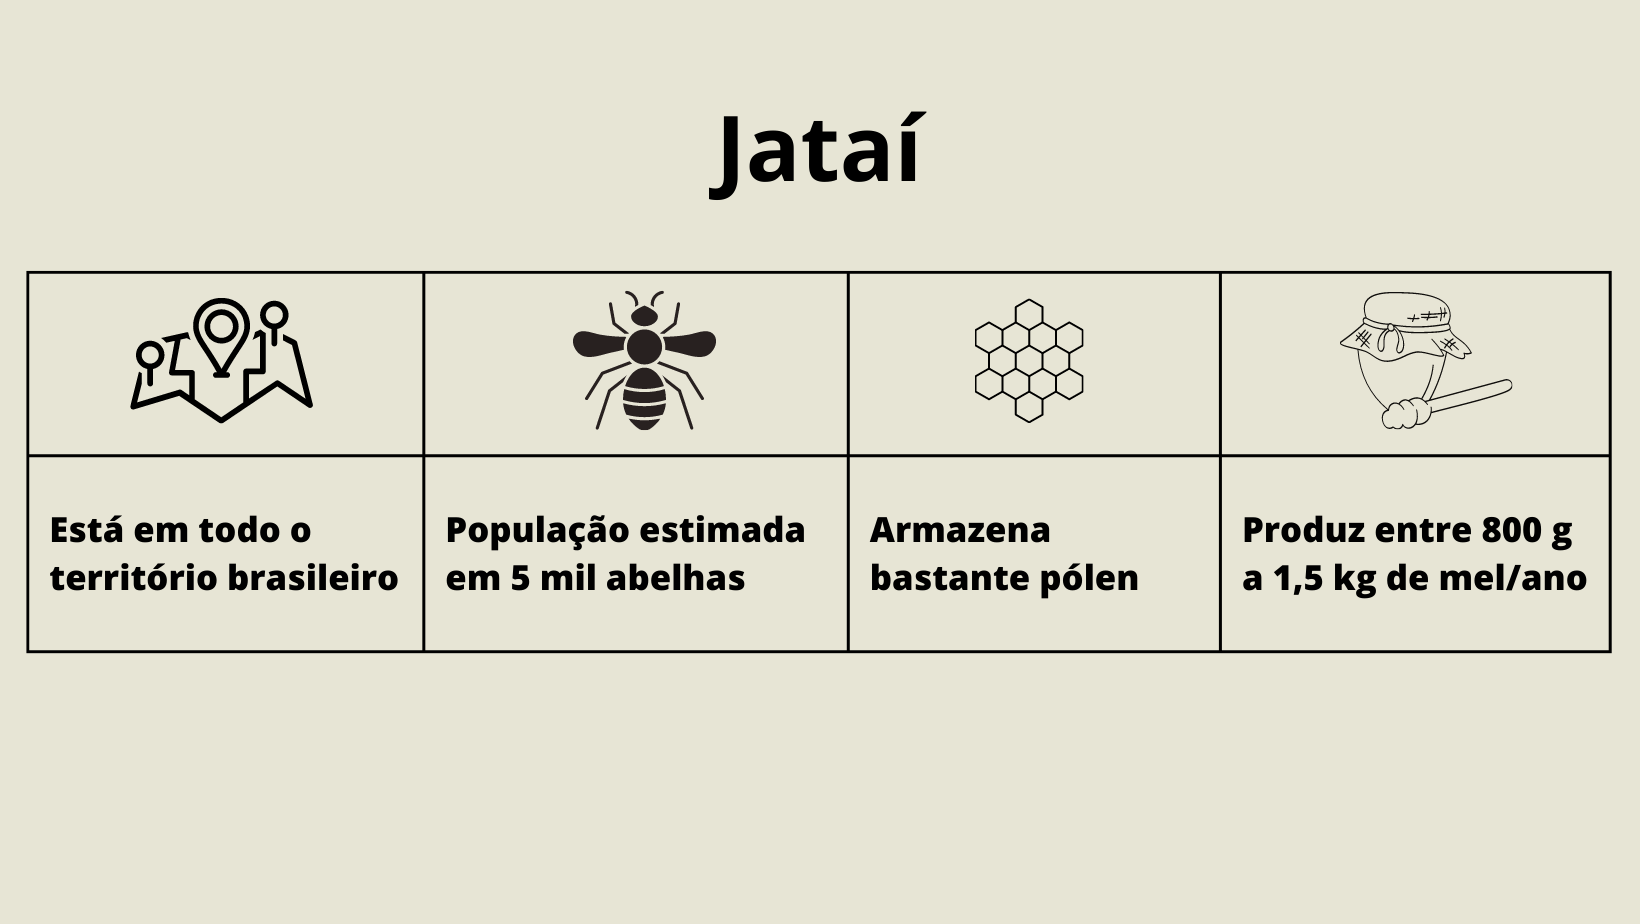 Jataí
Está em todo o
território brasileiro
População estimada
em 5 mil abelhas
Armazena
bastante pólen
Produz entre 800 g
a 1,5 kg de mel/ano